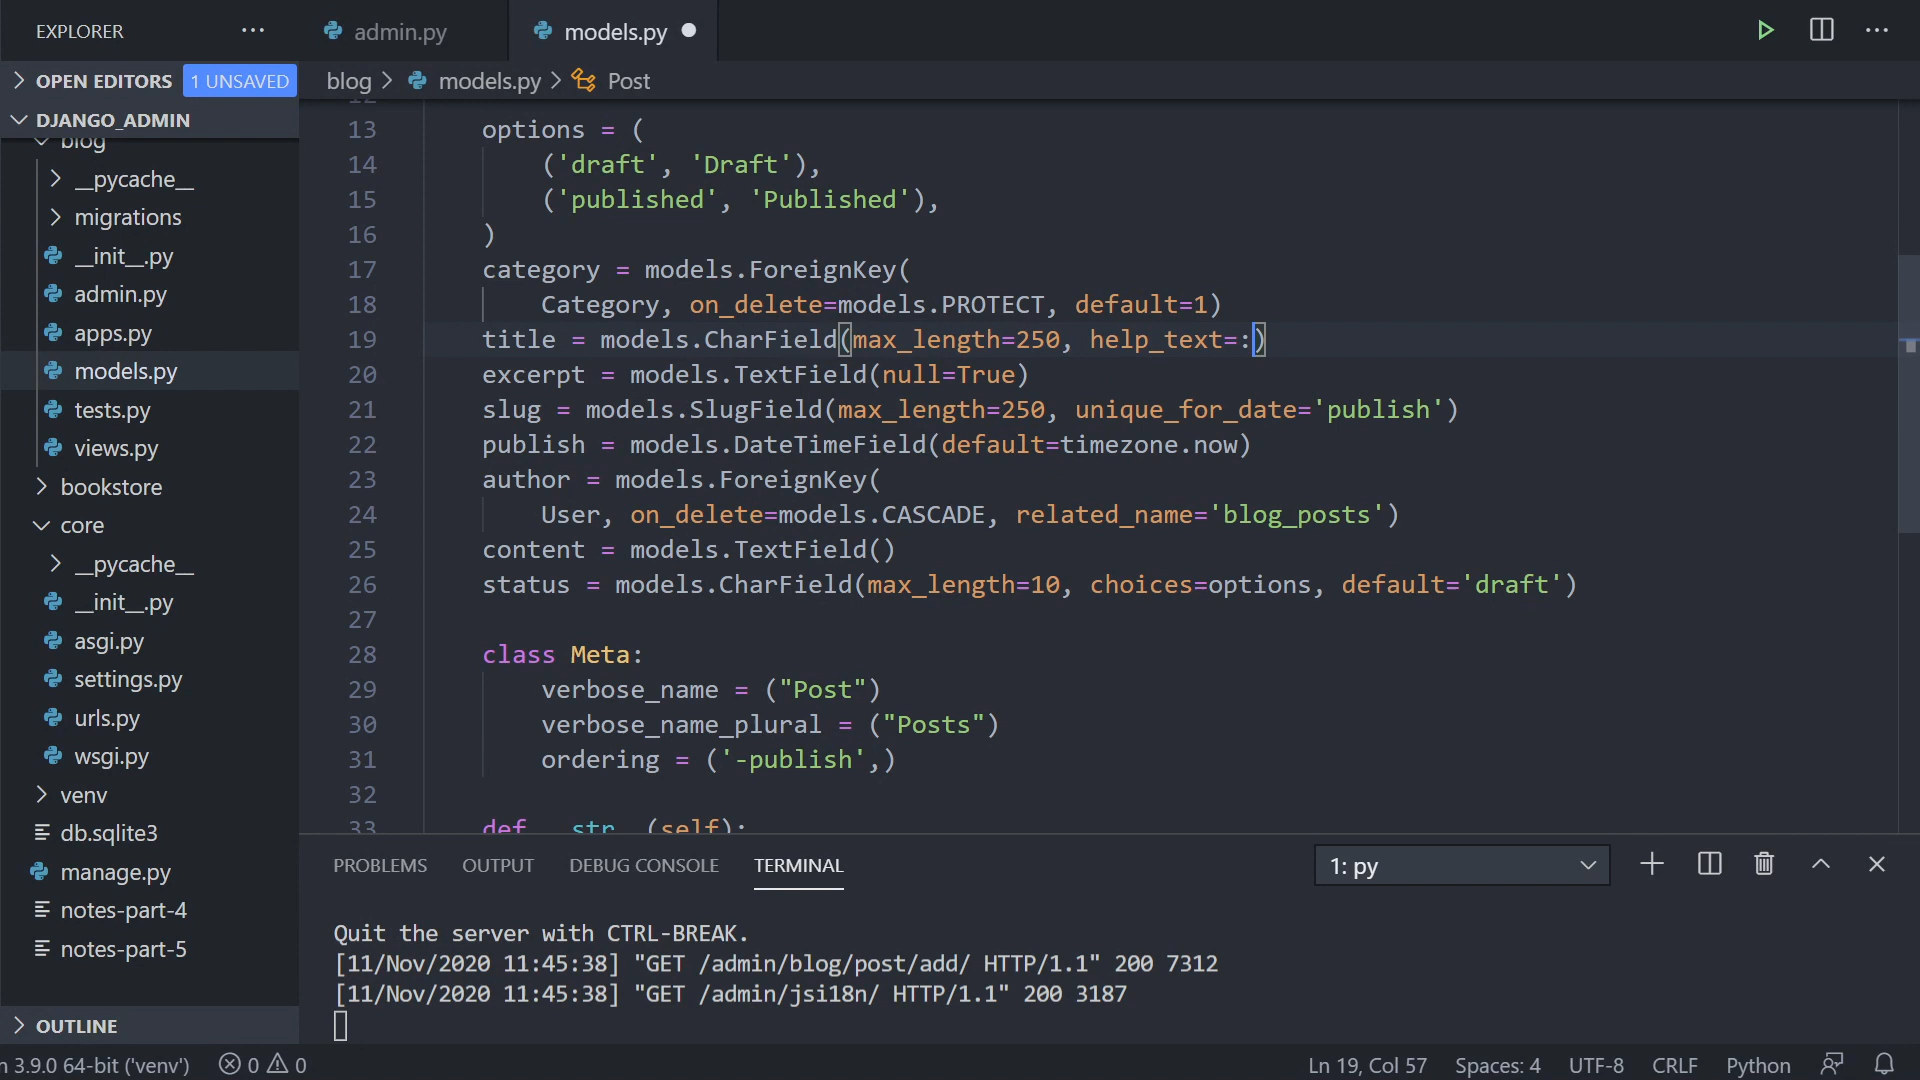 EXPLORER
admin.py
models.py
OPEN EDITORS 1 UNSAVED
blog > models.py > Post
DJANGO_ADMIN
blog
__pycache__
migrations
__init__.py
admin.py
apps.py
models.py
tests.py
views.py
bookstore
core
__pycache__
__init__.py
asgi.py
settings.py
urls.py
wsgi.py
venv
db.sqlite3
manage.py
notes-part-4
notes-part-5
OUTLINE
12
13 options = (
14 ('draft', 'Draft'),
15 ('published', 'Published'),
16 )
17 category = models.ForeignKey(
18 Category, on_delete=models.PROTECT, default=1)
19 title = models.CharField(max_length=250, help_text=:)
20 excerpt = models.TextField(null=True)
21 slug = models.SlugField(max_length=250, unique_for_date='publish')
22 publish = models.DateTimeField(default=timezone.now)
23 author = models.ForeignKey(
24 User, on_delete=models.CASCADE, related_name='blog_posts')
25 content = models.TextField()
26 status = models.CharField(max_length=10, choices=options, default='draft')
27
28 class Meta:
29 verbose_name = ("Post")
30 verbose_name_plural = ("Posts")
31 ordering = ('-publish',)
32
33 def __str__(self):
PROBLEMS OUTPUT DEBUG CONSOLE TERMINAL 1: py
Quit the server with CTRL-BREAK.
[11/Nov/2020 11:45:38] "GET /admin/blog/post/add/ HTTP/1.1" 200 7312
[11/Nov/2020 11:45:38] "GET /admin/jsi18n/ HTTP/1.1" 200 3187
n 3.9.0 64-bit ('venv') 0 0 Ln 19, Col 57 Spaces: 4 UTF-8 CRLF Python